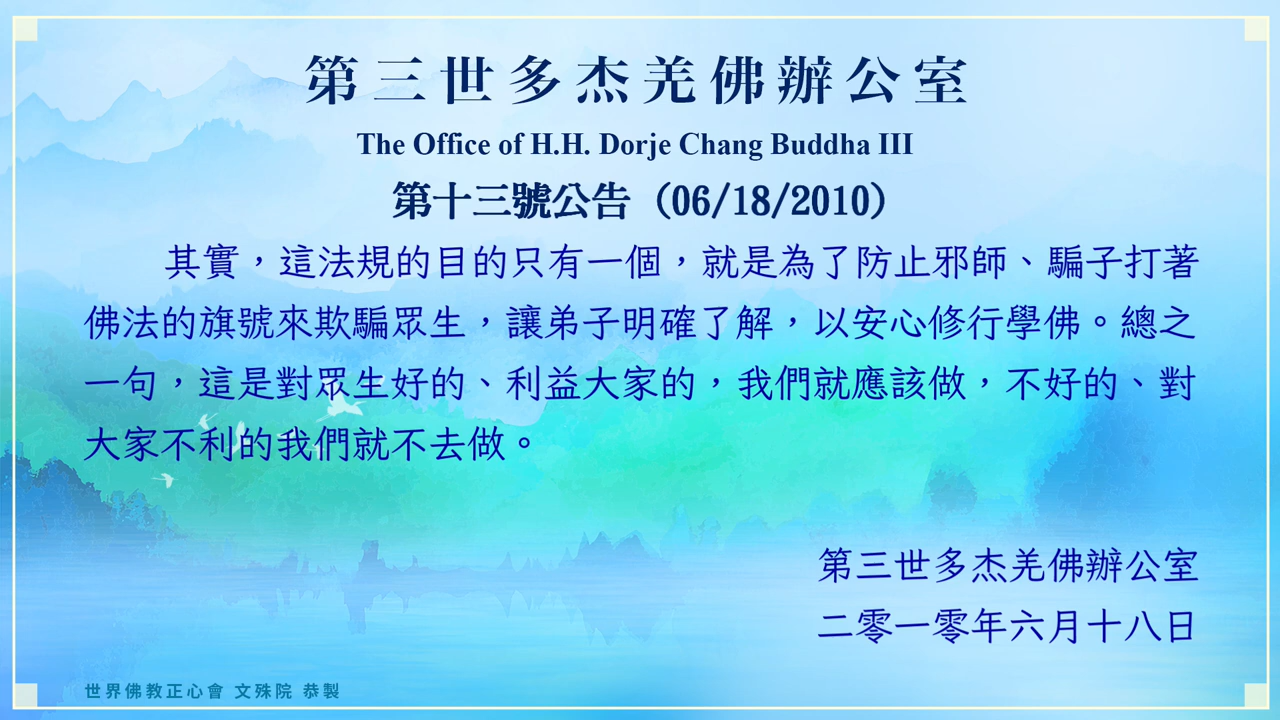 第三世多杰羌佛辦公室
The Office of H.H. Dorje Chang Buddha III
第十三號公告（06/18/2010）
其實，這法規的目的只有一個，就是為了防止邪師、騙子打著
佛法的旗號來欺騙眾生，讓弟子明確了解，以安心修行學佛。總之
一句，這是對眾生好的、利益大家的，我們就應該做，不好的、對
大家不利的我們就不去做。
第三世多杰羌佛辦公室
二零一零年六月十八日
世界佛教正心會 文殊院 恭製